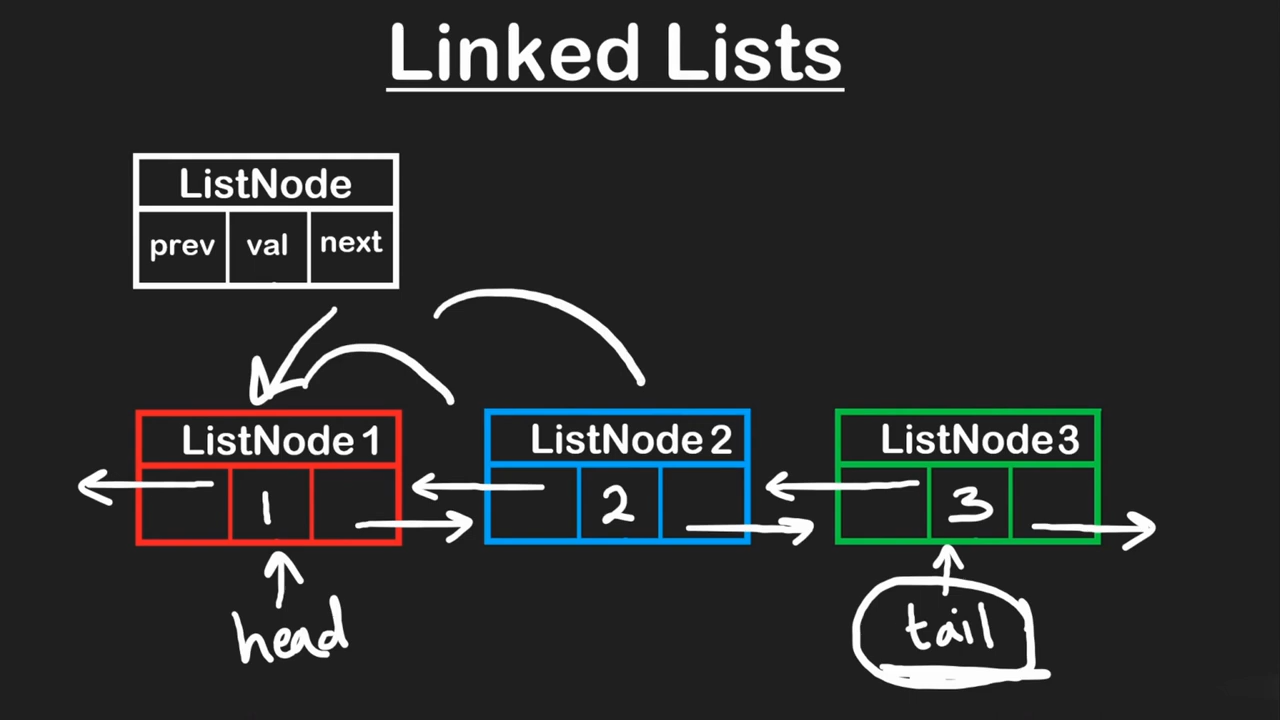 Linked Lists
ListNode
prev val next
ListNode 1
ListNode 2
ListNode 3
1
2
3
head
tail